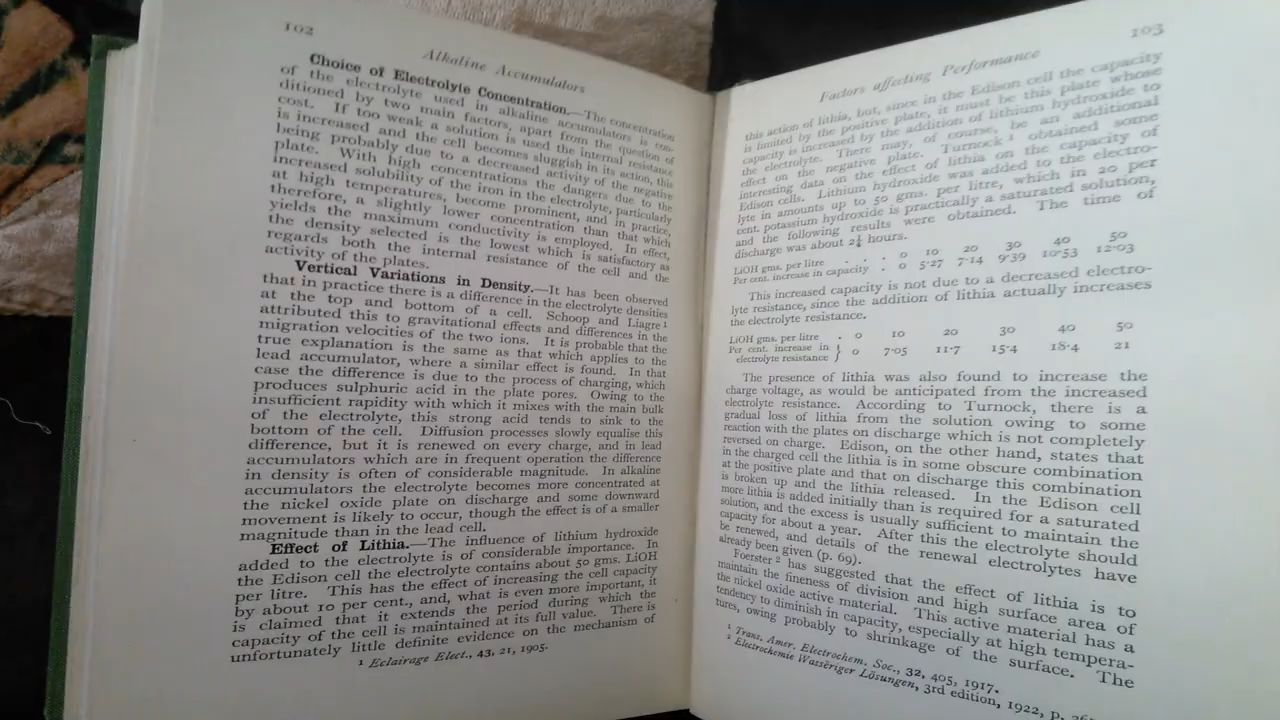 102
Alkaline Accumulators
Choice of Electrolyte Concentration.—The concentration
of the electrolyte used in alkaline accumulators is con-
ditioned by two main factors, apart from the question of
cost. If too weak a solution is used the internal resistance
is increased and the cell becomes sluggish in its action, this
being probably due to a decreased activity of the negative
plate. With high concentrations the dangers due to the
increased solubility of the iron in the electrolyte, particularly
at high temperatures, become prominent, and in practice,
therefore, a slightly lower concentration than that which
yields the maximum conductivity is employed. In effect,
the density selected is the lowest which is satisfactory as
regards both the internal resistance of the cell and the
activity of the plates.
Vertical Variations in Density.—It has been observed
that in practice there is a difference in the electrolyte densities
at the top and bottom of a cell. Schoop and Liagre ¹
attributed this to gravitational effects and differences in the
migration velocities of the two ions. It is probable that the
true explanation is the same as that which applies to the
lead accumulator, where a similar effect is found. In that
case the difference is due to the process of charging, which
produces sulphuric acid in the plate pores. Owing to the
insufficient rapidity with which it mixes with the main bulk
of the electrolyte, this strong acid tends to sink to the
bottom of the cell. Diffusion processes slowly equalise this
difference, but it is renewed on every charge, and in lead
accumulators which are in frequent operation the difference
in density is often of considerable magnitude. In alkaline
accumulators the electrolyte becomes more concentrated at
the nickel oxide plate on discharge and some downward
movement is likely to occur, though the effect is of a smaller
magnitude than in the lead cell.
Effect of Lithia.—The influence of lithium hydroxide
added to the electrolyte is of considerable importance. In
the Edison cell the electrolyte contains about 50 gms. LiOH
per litre. This has the effect of increasing the cell capacity
by about 10 per cent., and, what is even more important, it
is claimed that it extends the period during which the
capacity of the cell is maintained at its full value. There is
unfortunately little definite evidence on the mechanism of
¹ Eclairage Elect., 43, 21, 1905.
103
Factors affecting Performance
this action of lithia, but, since in the Edison cell the capacity
is limited by the positive plate, it must be this plate whose
capacity is increased by the addition of lithium hydroxide to
the electrolyte. There may, of course, be an additional
effect on the negative plate. Turnock ¹ obtained some
interesting data on the effect of lithia on the capacity of
Edison cells. Lithium hydroxide was added to the electro-
lyte in amounts up to 50 gms. per litre, which in 20 per
cent. potassium hydroxide is practically a saturated solution,
and the following results were obtained. The time of
discharge was about 2¼ hours.
LiOH gms. per litre . . . 0 10 20 30 40 50
Per cent. increase in capacity . 0 5·27 7·14 9·39 10·53 12·03
This increased capacity is not due to a decreased electro-
lyte resistance, since the addition of lithia actually increases
the electrolyte resistance.
LiOH gms. per litre . 0 10 20 30 40 50
Per cent. increase in
electrolyte resistance } 0 7·05 11·7 15·4 18·4 21
The presence of lithia was also found to increase the
charge voltage, as would be anticipated from the increased
electrolyte resistance. According to Turnock, there is a
gradual loss of lithia from the solution owing to some
reaction with the plates on discharge which is not completely
reversed on charge. Edison, on the other hand, states that
in the charged cell the lithia is in some obscure combination
at the positive plate and that on discharge this combination
is broken up and the lithia released. In the Edison cell
more lithia is added initially than is required for a saturated
solution, and the excess is usually sufficient to maintain the
capacity for about a year. After this the electrolyte should
be renewed, and details of the renewal electrolytes have
already been given (p. 69).
Foerster ² has suggested that the effect of lithia is to
maintain the fineness of division and high surface area of
the nickel oxide active material. This active material has a
tendency to diminish in capacity, especially at high tempera-
tures, owing probably to shrinkage of the surface. The
¹ Trans. Amer. Electrochem. Soc., 32, 405, 1917.
² Electrochemie Wasseriger Lösungen, 3rd edition, 1922, p.